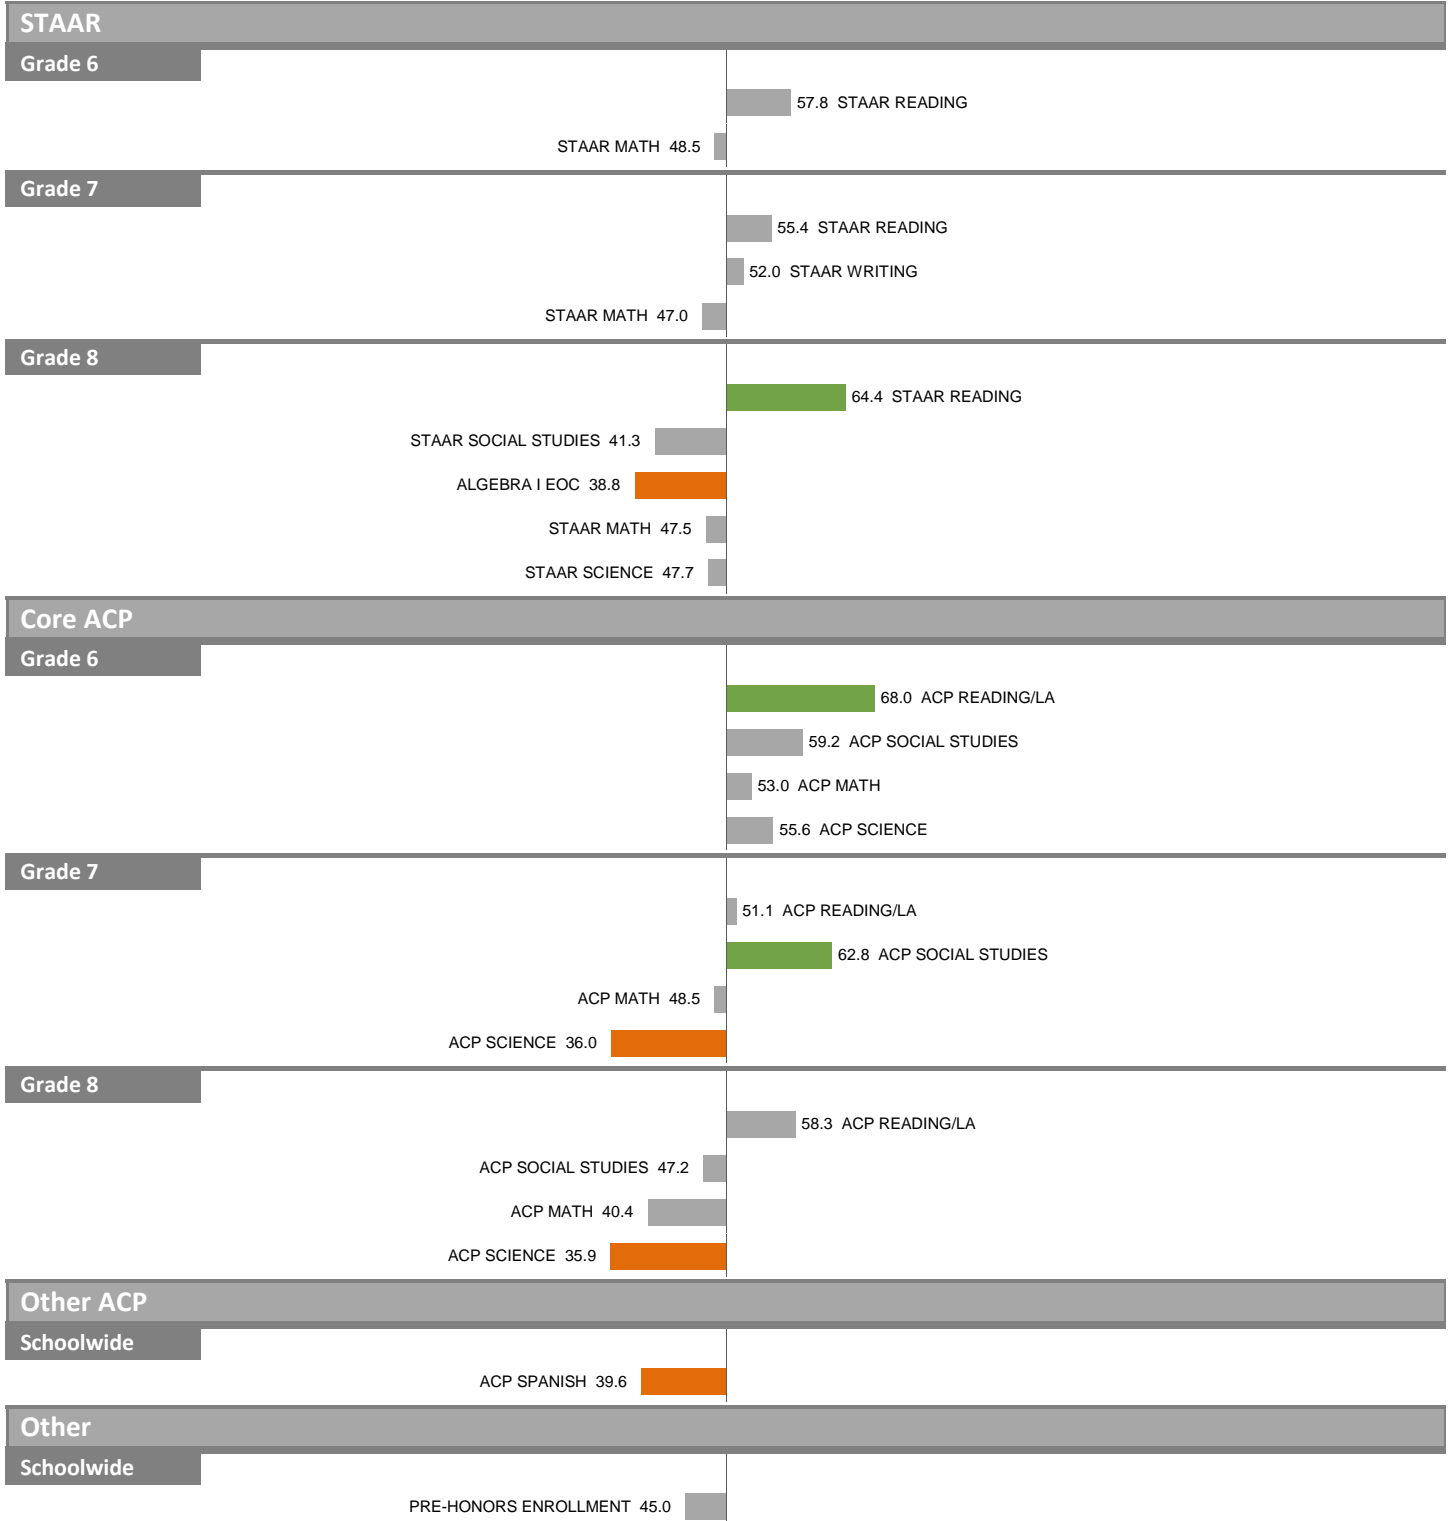 STAAR
Grade 6
57.8 STAAR READING
STAAR MATH 48.5
Grade 7
55.4 STAAR READING
52.0 STAAR WRITING
STAAR MATH 47.0
Grade 8
64.4 STAAR READING
STAAR SOCIAL STUDIES 41.3
ALGEBRA I EOC 38.8
STAAR MATH 47.5
STAAR SCIENCE 47.7
Core ACP
Grade 6
68.0 ACP READING/LA
59.2 ACP SOCIAL STUDIES
53.0 ACP MATH
55.6 ACP SCIENCE
Grade 7
51.1 ACP READING/LA
62.8 ACP SOCIAL STUDIES
ACP MATH 48.5
ACP SCIENCE 36.0
Grade 8
58.3 ACP READING/LA
ACP SOCIAL STUDIES 47.2
ACP MATH 40.4
ACP SCIENCE 35.9
Other ACP
Schoolwide
ACP SPANISH 39.6
Other
Schoolwide
PRE-HONORS ENROLLMENT 45.0